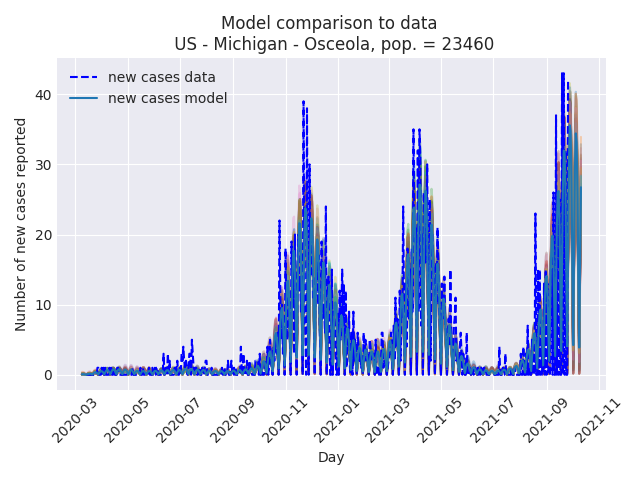 Model comparison to data
US - Michigan - Osceola, pop. = 23460
new cases data
new cases model
Number of new cases reported
40
30
20
10
0
2020-03
2020-05
2020-07
2020-09
2020-11
2021-01
2021-03
2021-05
2021-07
2021-09
2021-11
Day